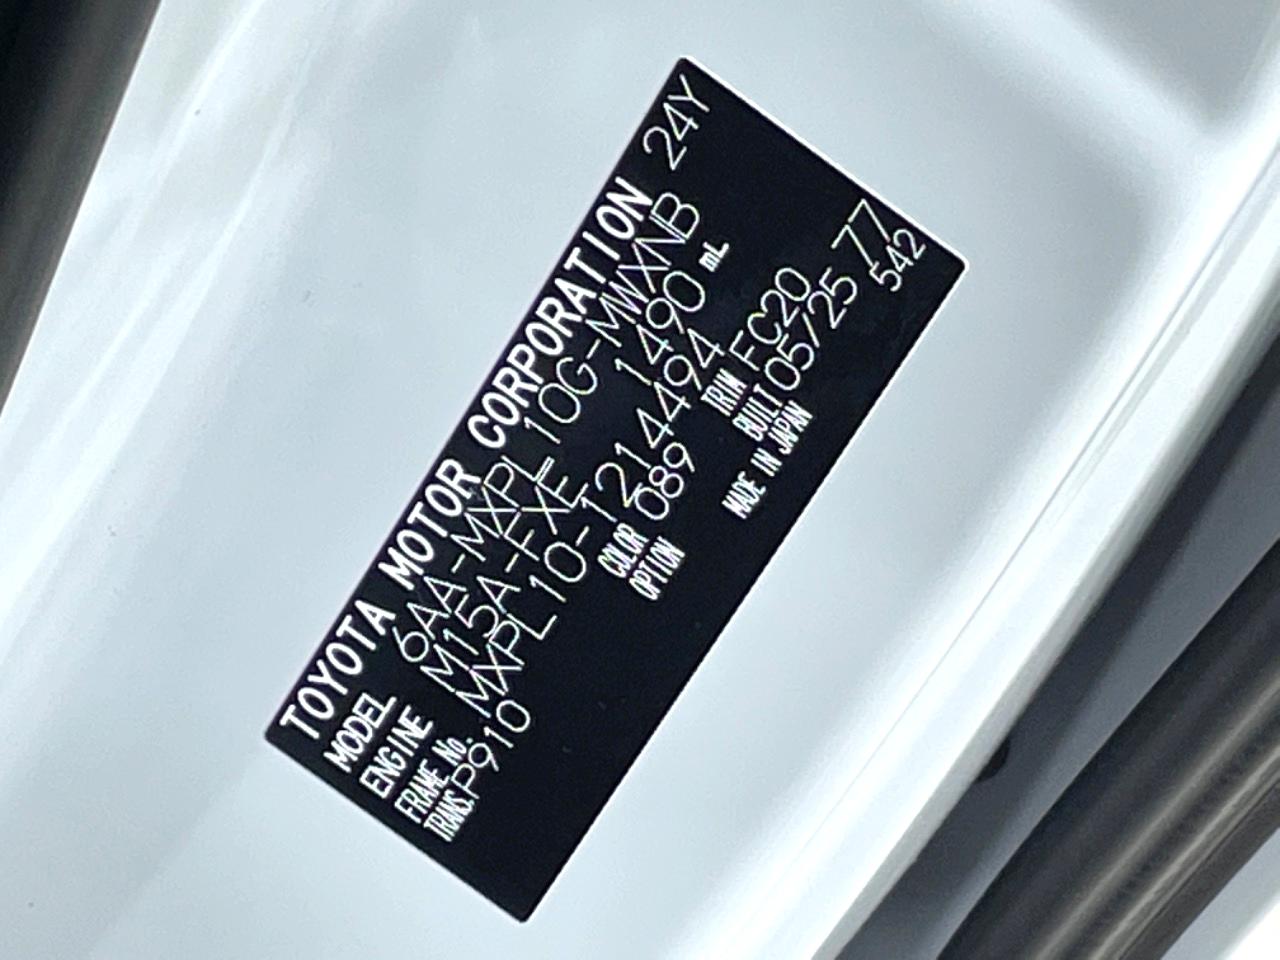 TOYOTA MOTOR CORPORATION 24Y
MODEL 6AA-MXPL10G-MWXNB
ENGINE M15A-FXE 1490 mL
FRAME No. MXPL10-1214494
TRANS. P910 COLOR 089 TRIM FC20 77
OPTION BUILT 05/25 542
MADE IN JAPAN